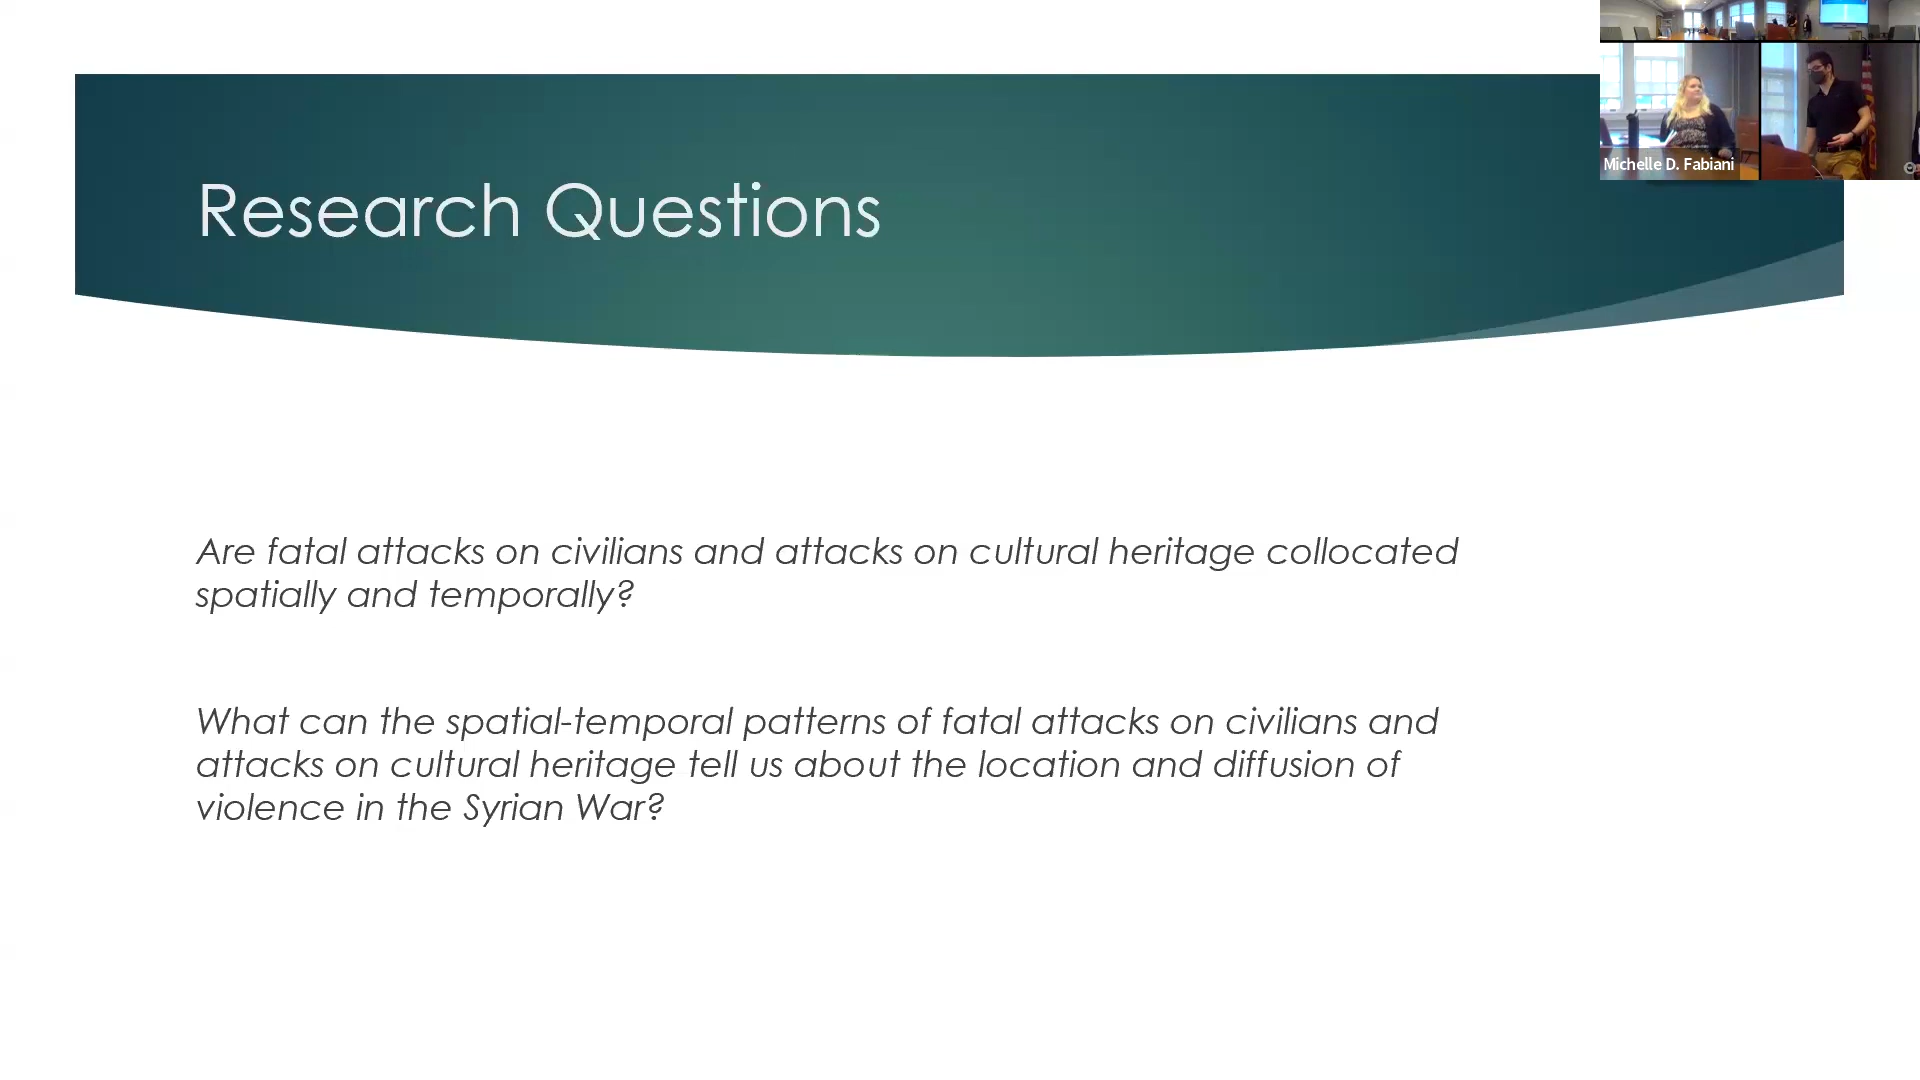 Research Questions
Michelle D. Fabiani
Are fatal attacks on civilians and attacks on cultural heritage collocated
spatially and temporally?
What can the spatial-temporal patterns of fatal attacks on civilians and
attacks on cultural heritage tell us about the location and diffusion of
violence in the Syrian War?